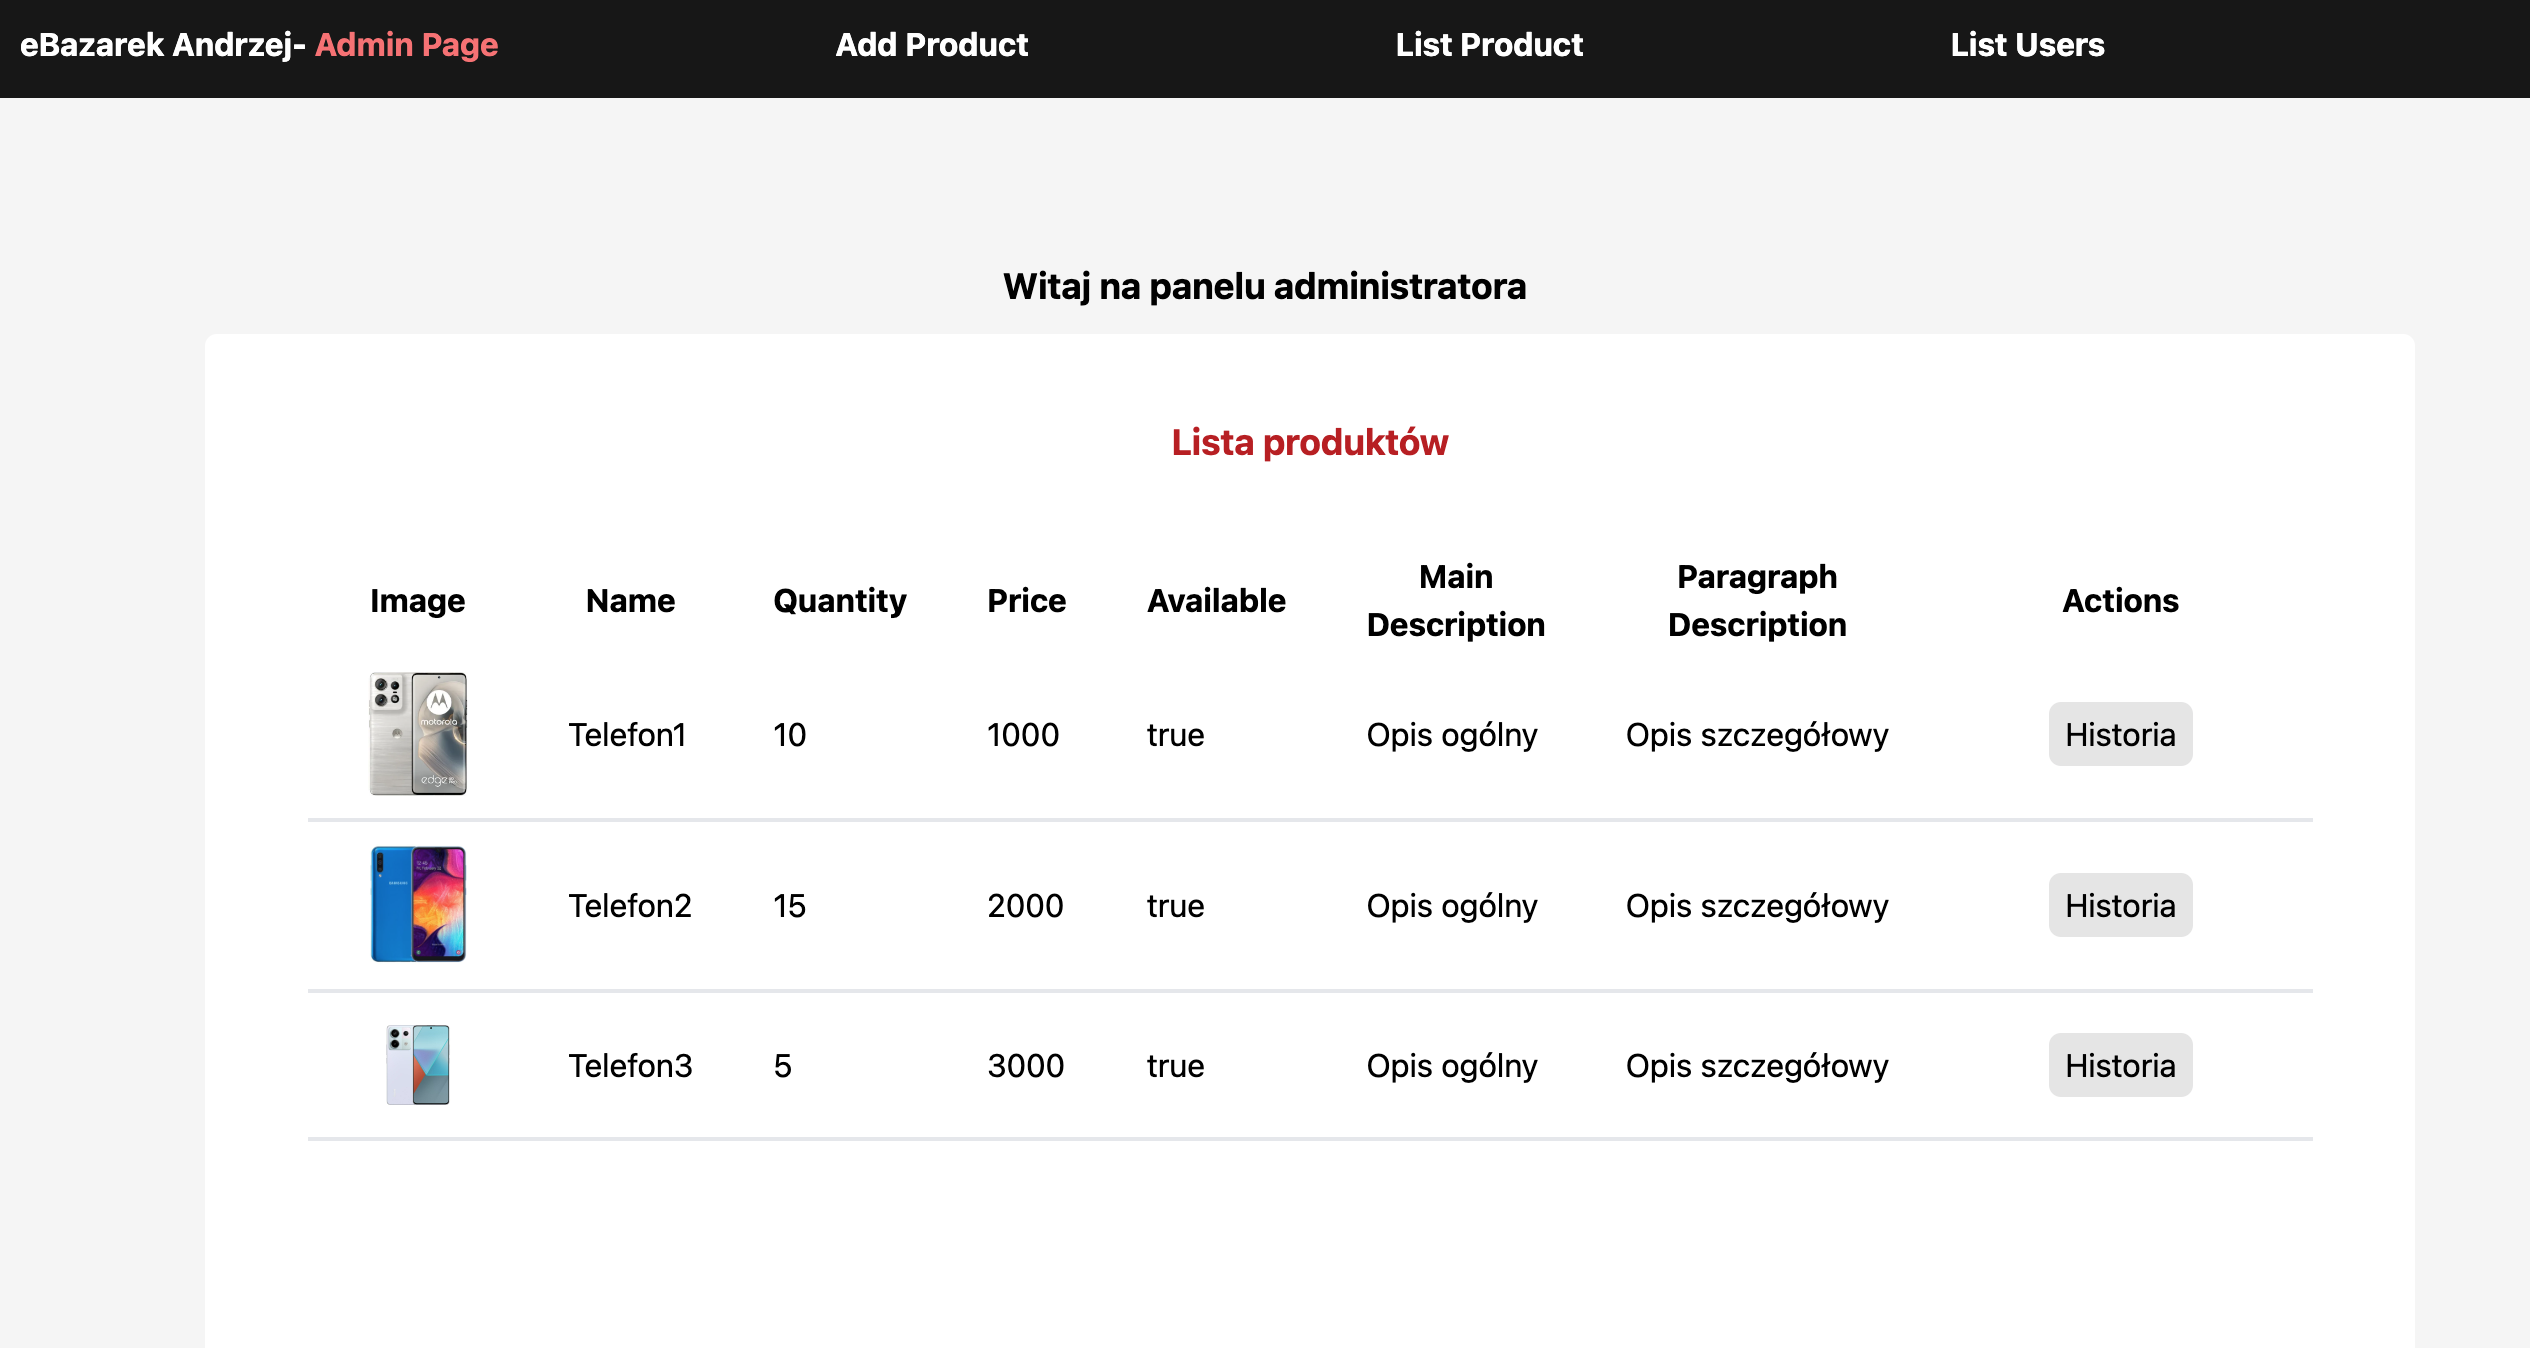 eBazarek Andrzej- Admin Page Add Product List Product List Users
Witaj na panelu administratora
Lista produktów
Image Name Quantity Price Available Main Description Paragraph Description Actions
motorola
edge
Telefon1 10 1000 true Opis ogólny Opis szczegółowy Historia
SAMSUNG
Telefon2 15 2000 true Opis ogólny Opis szczegółowy Historia
Telefon3 5 3000 true Opis ogólny Opis szczegółowy Historia